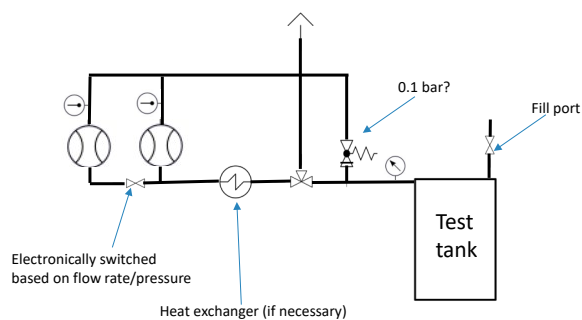 0.1 bar?
Fill port
Test
tank
Electronically switched
based on flow rate/pressure
Heat exchanger (if necessary)